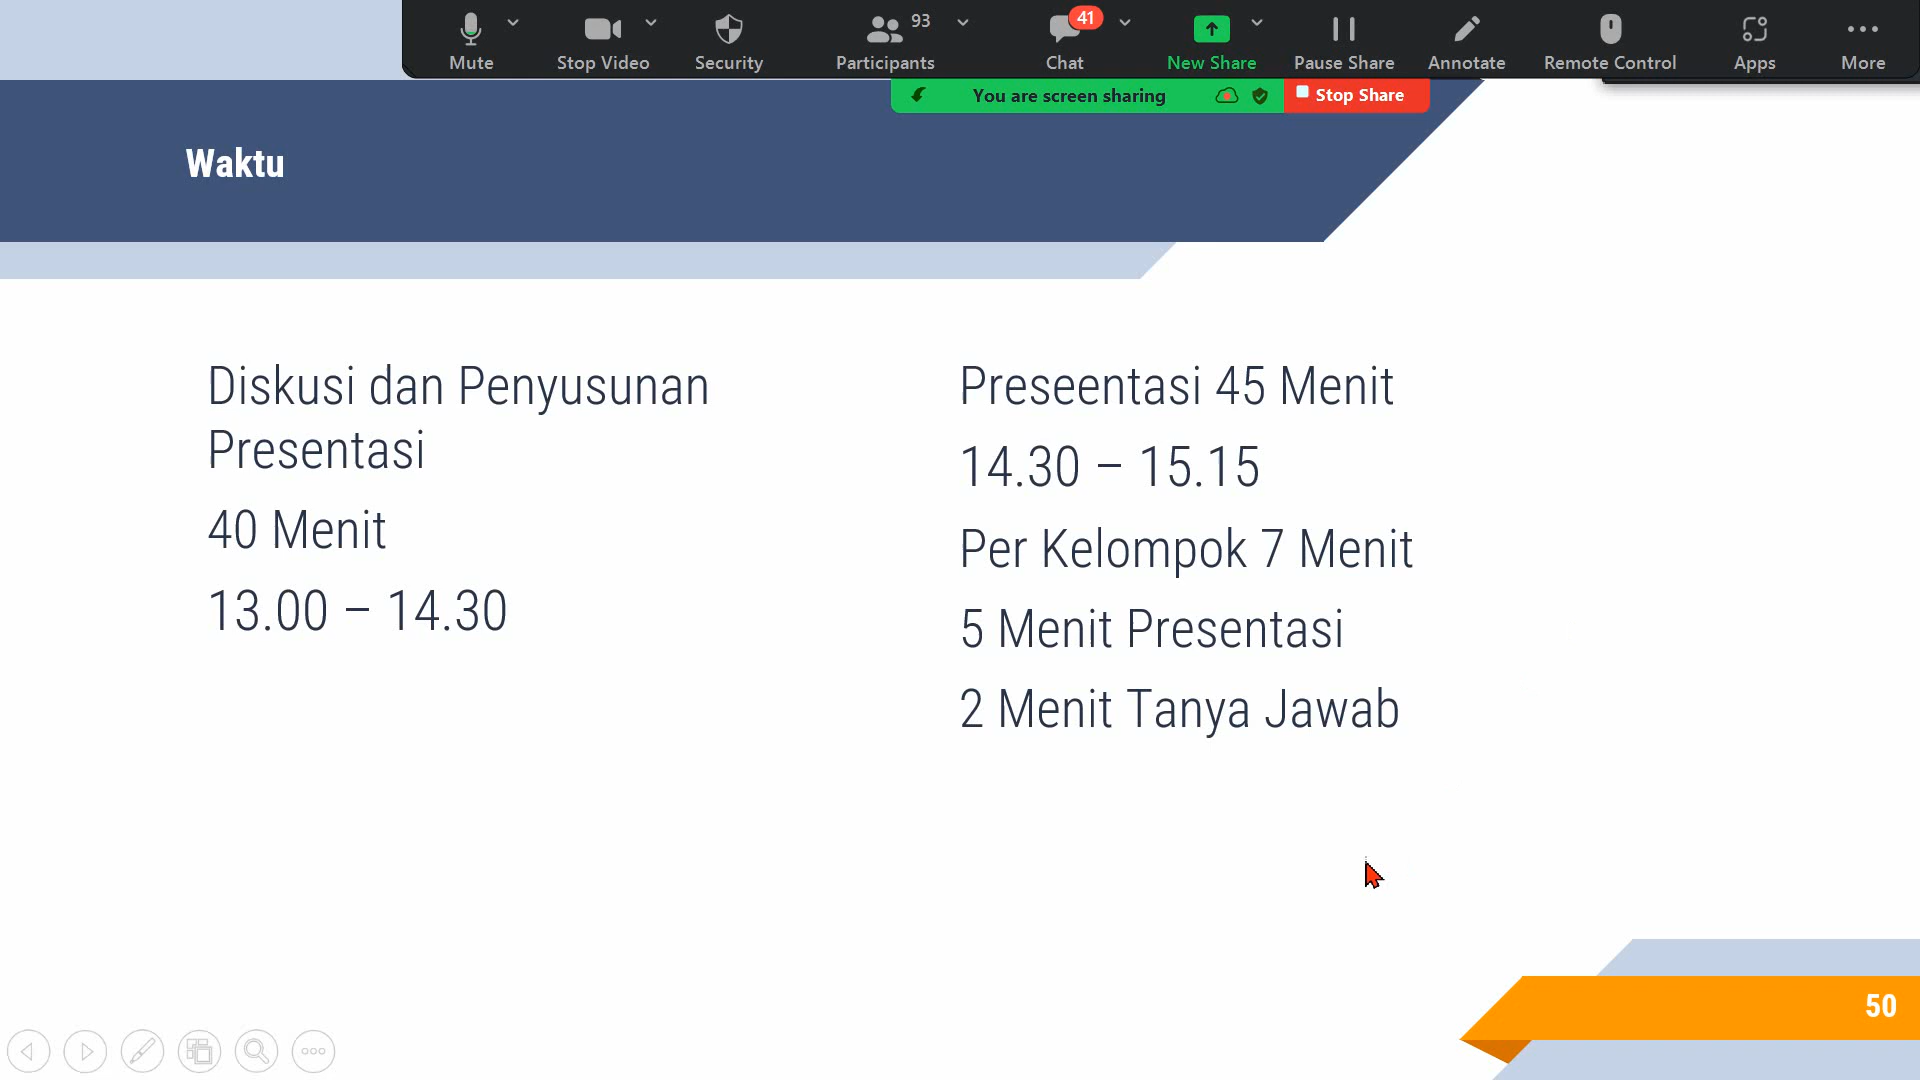 Mute
Stop Video
Security
Participants
93
Chat
41
New Share
Pause Share
Annotate
Remote Control
Apps
More
You are screen sharing
Stop Share
Waktu
Diskusi dan Penyusunan
Presentasi
40 Menit
13.00 – 14.30
Preseentasi 45 Menit
14.30 – 15.15
Per Kelompok 7 Menit
5 Menit Presentasi
2 Menit Tanya Jawab
50